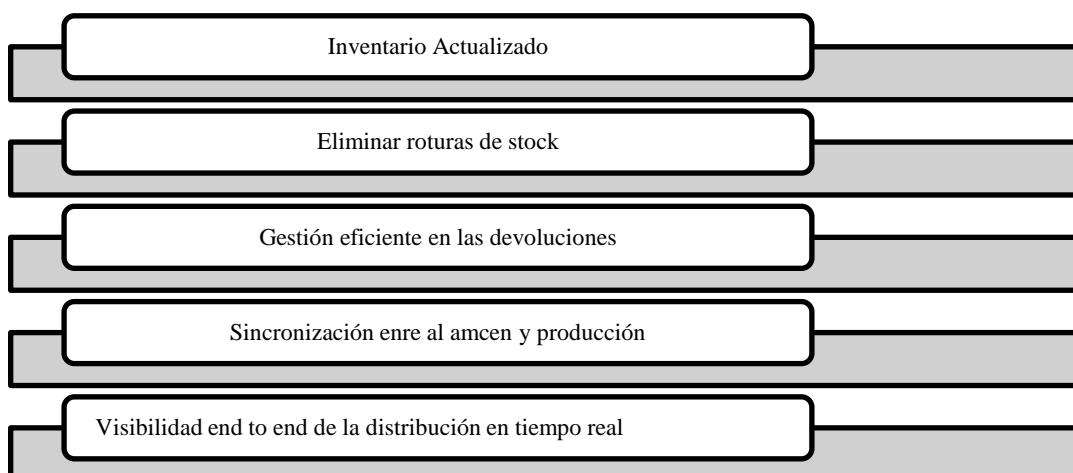 Inventario Actualizado
Eliminar roturas de stock
Gestión eficiente en las devoluciones
Sincronización enre al amcen y producción
Visibilidad end to end de la distribución en tiempo real